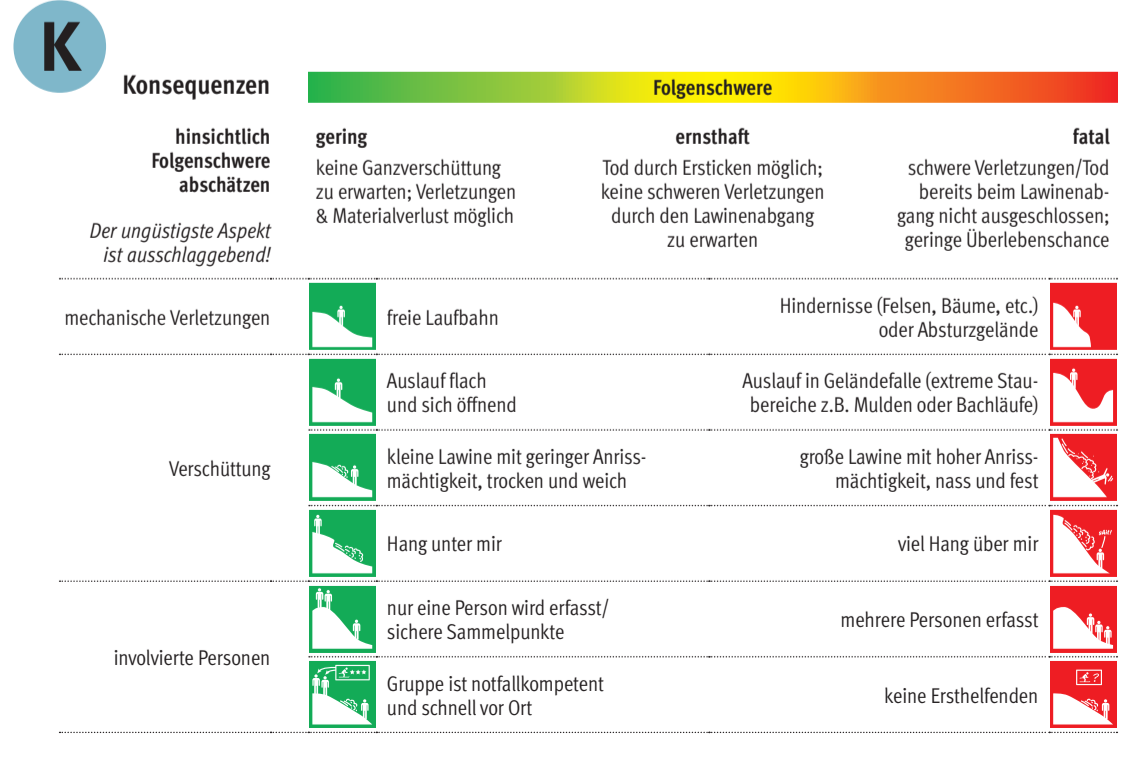 K
Konsequenzen
Folgenschwere
hinsichtlich
Folgenschwere
abschätzen
Der ungüstigste Aspekt
ist ausschlaggebend!
gering
keine Ganzverschüttung
zu erwarten; Verletzungen
& Materialverlust möglich
ernsthaft
Tod durch Ersticken möglich;
keine schweren Verletzungen
durch den Lawinenabgang
zu erwarten
fatal
schwere Verletzungen/Tod
bereits beim Lawinenab-
gang nicht ausgeschlossen;
geringe Überlebenschance
mechanische Verletzungen
freie Laufbahn
Hindernisse (Felsen, Bäume, etc.)
oder Absturzgelände
Verschüttung
Auslauf flach
und sich öffnend
Auslauf in Geländefalle (extreme Stau-
bereiche z.B. Mulden oder Bachläufe)
kleine Lawine mit geringer Anriss-
mächtigkeit, trocken und weich
große Lawine mit hoher Anriss-
mächtigkeit, nass und fest
Hang unter mir
viel Hang über mir
involvierte Personen
nur eine Person wird erfasst/
sichere Sammelpunkte
mehrere Personen erfasst
***
Gruppe ist notfallkompetent
und schnell vor Ort
keine Ersthelfenden
?